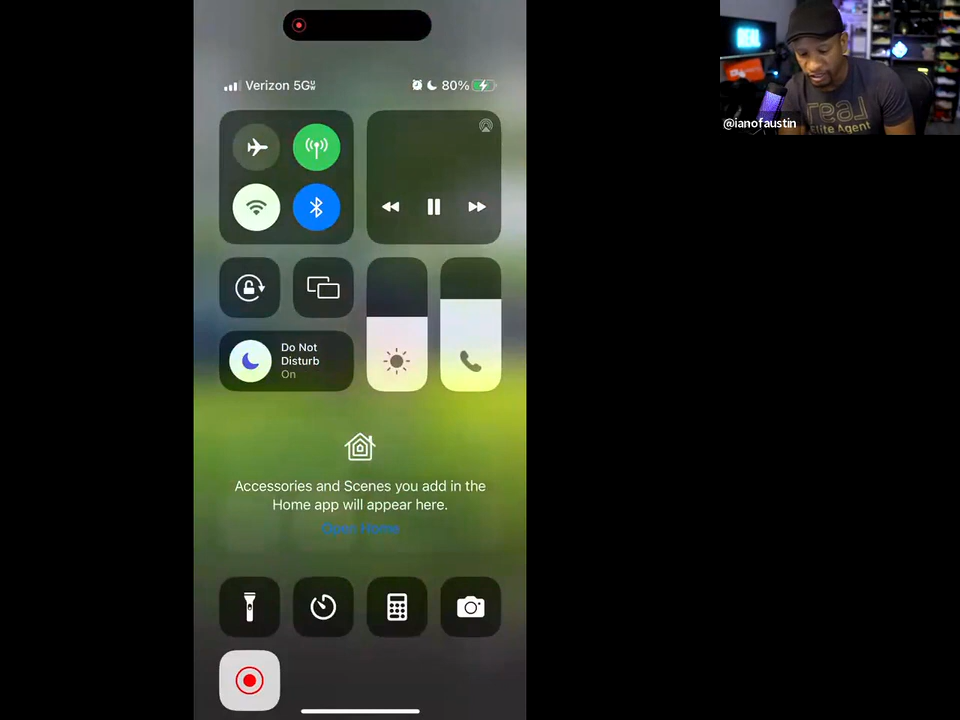 Verizon 5G
80%
REAL
real
Elite Agent
@ianofaustin
Do Not
Disturb
On
Accessories and Scenes you add in the
Home app will appear here.
Open Home